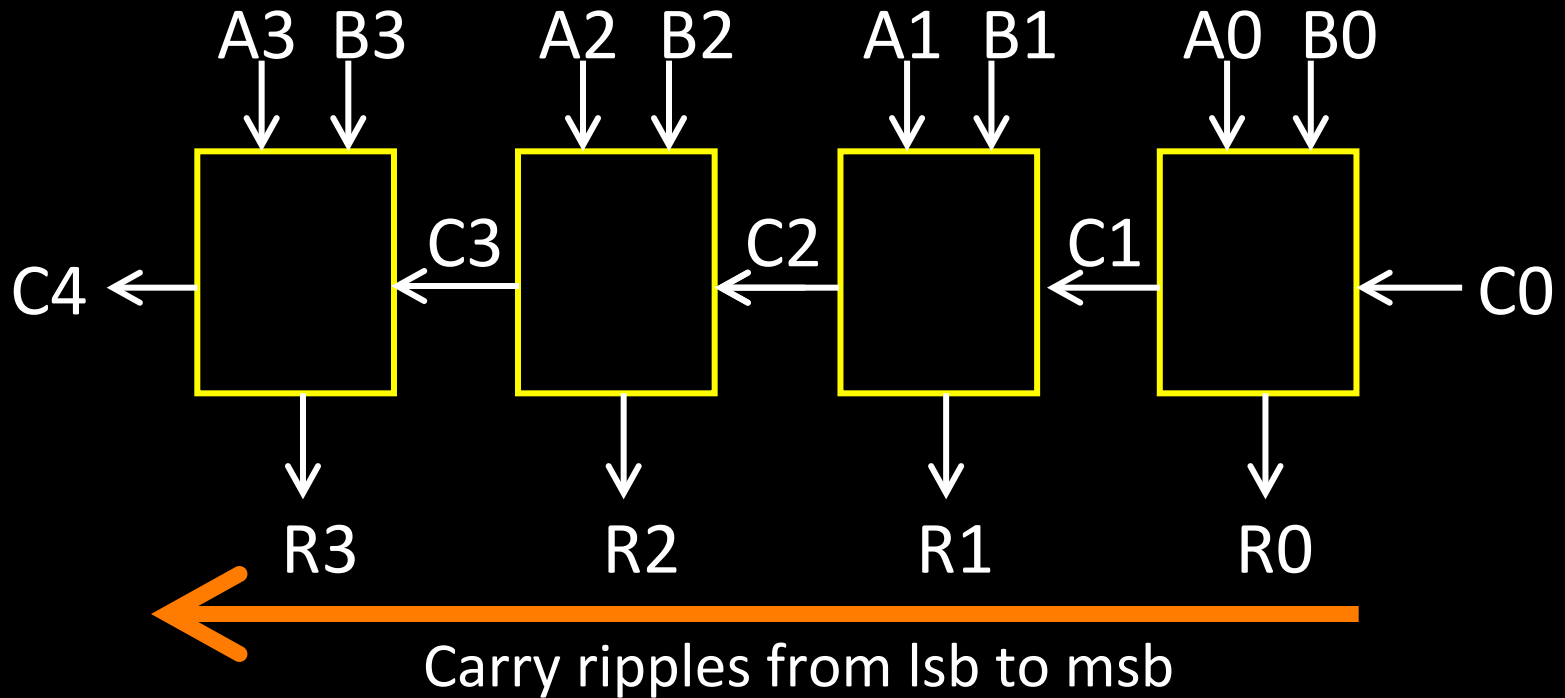 A3 B3 A2 B2 A1 B1 A0 B0
C3 C2 C1
C4 C0
R3 R2 R1 R0
Carry ripples from lsb to msb